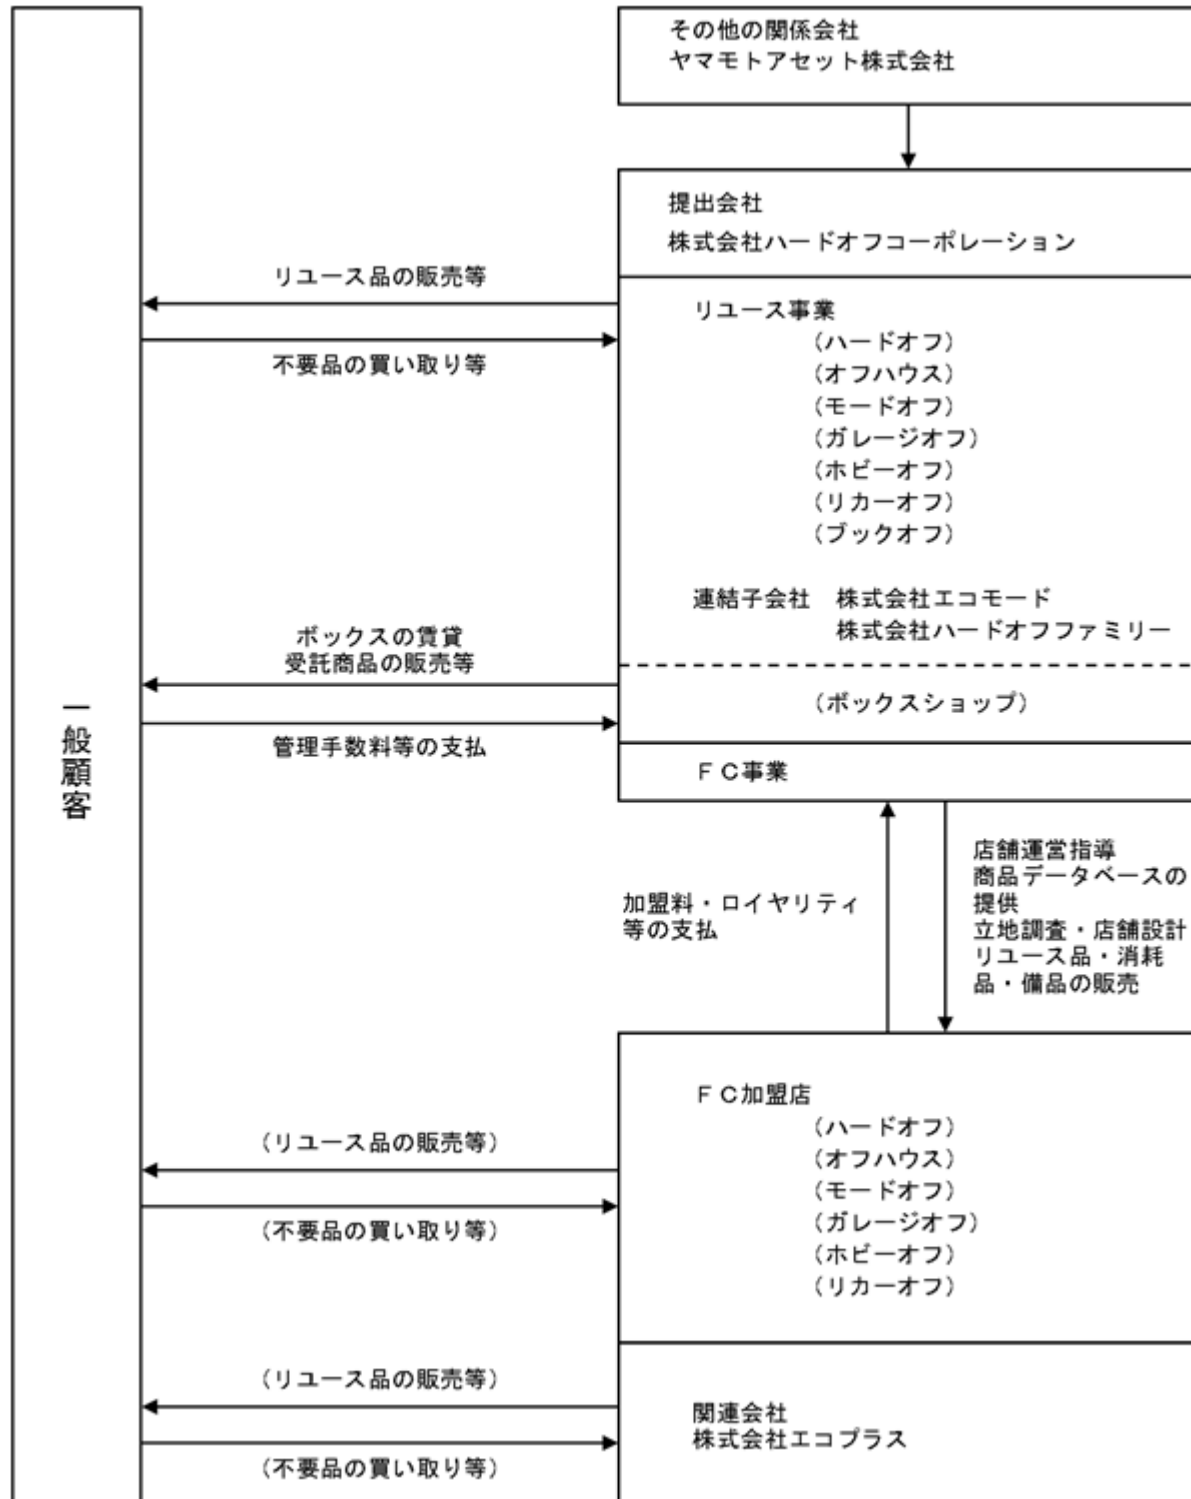 その他の関係会社
ヤマモトアセット株式会社
提出会社
株式会社ハードオフコーポレーション
リユース品の販売等
不要品の買い取り等
リユース事業
(ハードオフ)
(オフハウス)
(モードオフ)
(ガレージオフ)
(ホビーオフ)
(リカーオフ)
(ブックオフ)
連結子会社 株式会社エコモード
株式会社ハードオフファミリー
ボックスの賃貸
受託商品の販売等
(ボックスショップ)
管理手数料等の支払
一般顧客
ＦＣ事業
加盟料・ロイヤリティ
等の支払
店舗運営指導
商品データベースの
提供
立地調査・店舗設計
リユース品・消耗
品・備品の販売
ＦＣ加盟店
(ハードオフ)
(オフハウス)
(モードオフ)
(ガレージオフ)
(ホビーオフ)
(リカーオフ)
(リユース品の販売等)
(不要品の買い取り等)
(リユース品の販売等)
(不要品の買い取り等)
関連会社
株式会社エコプラス